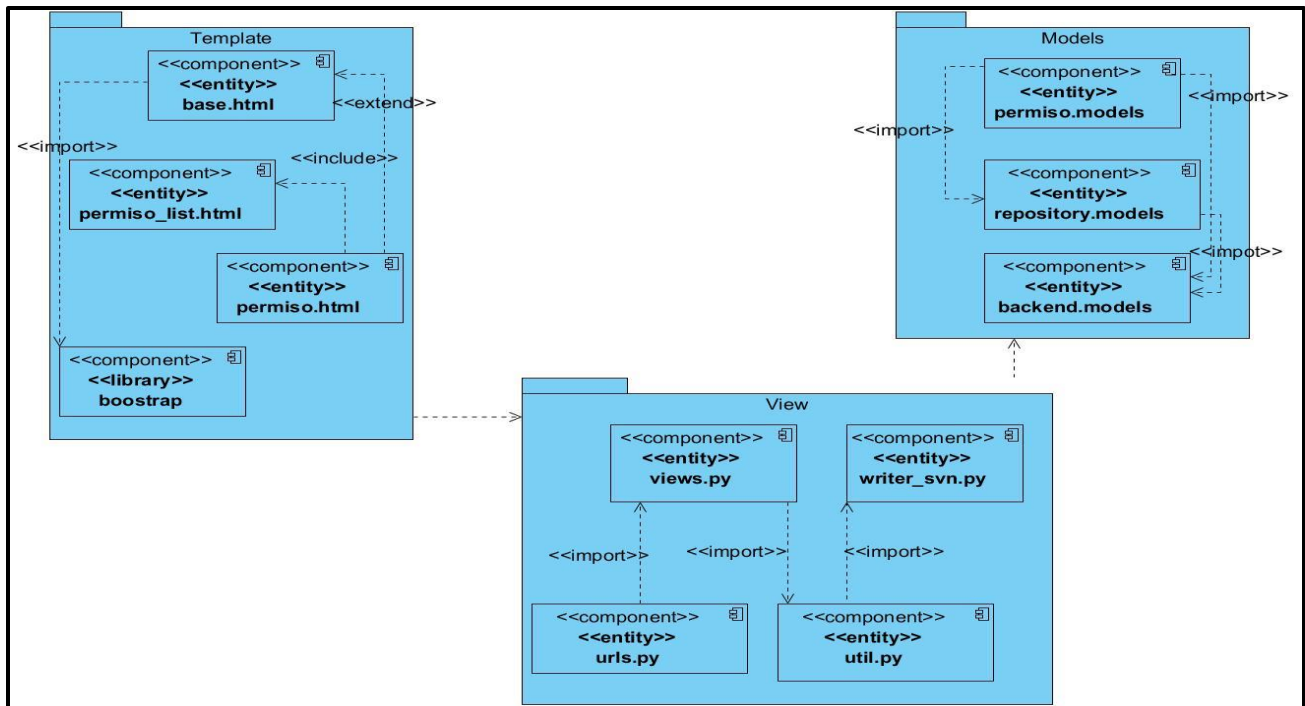 Template
<<component>>
<<entity>>
base.html
<<extend>>
<<import>>
<<include>>
<<component>>
<<entity>>
permiso_list.html
<<component>>
<<entity>>
permiso.html
<<component>>
<<library>>
boostrap
Models
<<component>>
<<entity>>
permiso.models
<<import>>
<<import>>
<<component>>
<<entity>>
repository.models
<<impot>>
<<component>>
<<entity>>
backend.models
View
<<component>>
<<entity>>
views.py
<<component>>
<<entity>>
writer_svn.py
<<import>>
<<import>>
<<import>>
<<component>>
<<entity>>
urls.py
<<component>>
<<entity>>
util.py